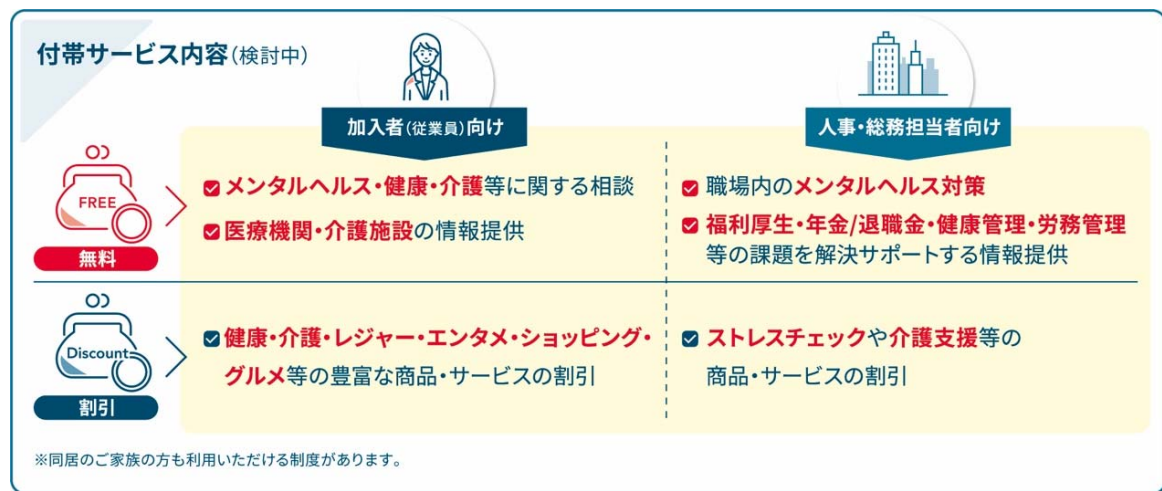 付帯サービス内容(検討中)
加入者(従業員)向け
人事・総務担当者向け
FREE
無料
メンタルヘルス・健康・介護等に関する相談
医療機関・介護施設の情報提供
職場内のメンタルヘルス対策
福利厚生・年金/退職金・健康管理・労務管理
等の課題を解決サポートする情報提供
Discount
割引
健康・介護・レジャー・エンタメ・ショッピング・
グルメ等の豊富な商品・サービスの割引
ストレスチェックや介護支援等の
商品・サービスの割引
※同居のご家族の方も利用いただける制度があります。